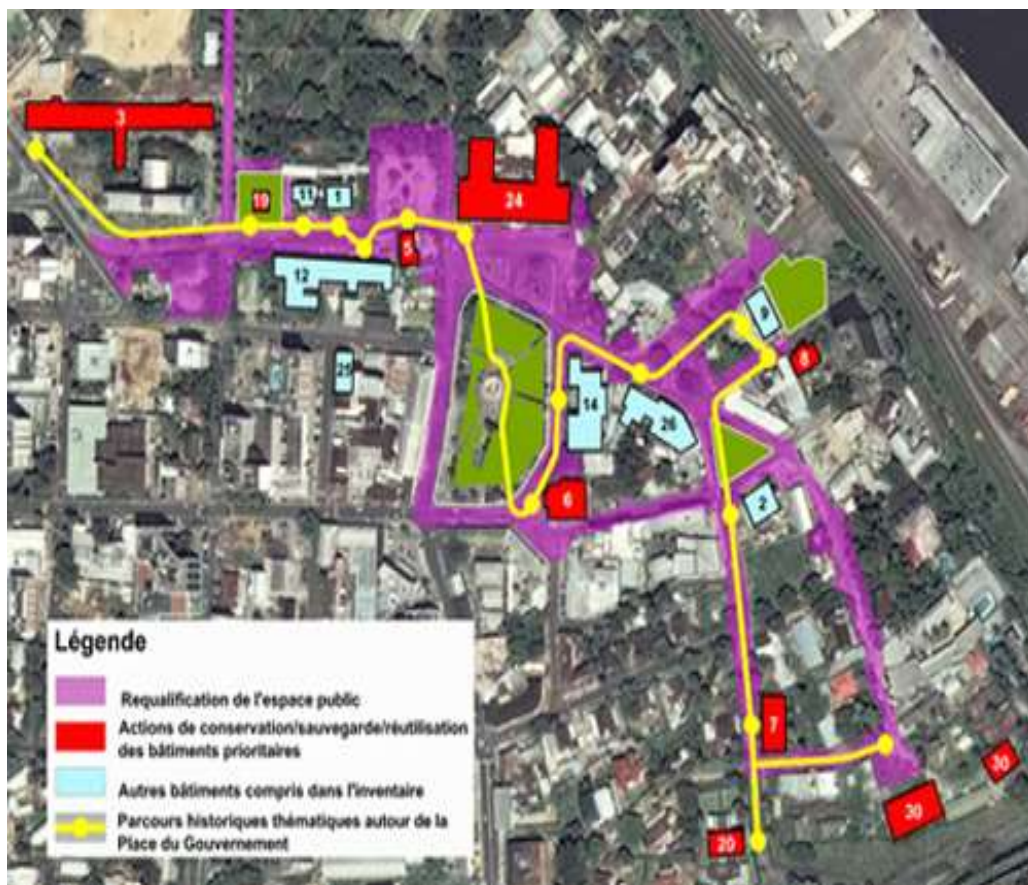 3
24
19
11
1
5
12
9
8
21
14
26
6
2
7
30
30
20
Légende
Requalification de l'espace public
Actions de conservation/sauvegarde/réutilisation
des bâtiments prioritaires
Autres bâtiments compris dans l'inventaire
Parcours historiques thématiques autour de la
Place du Gouvernement